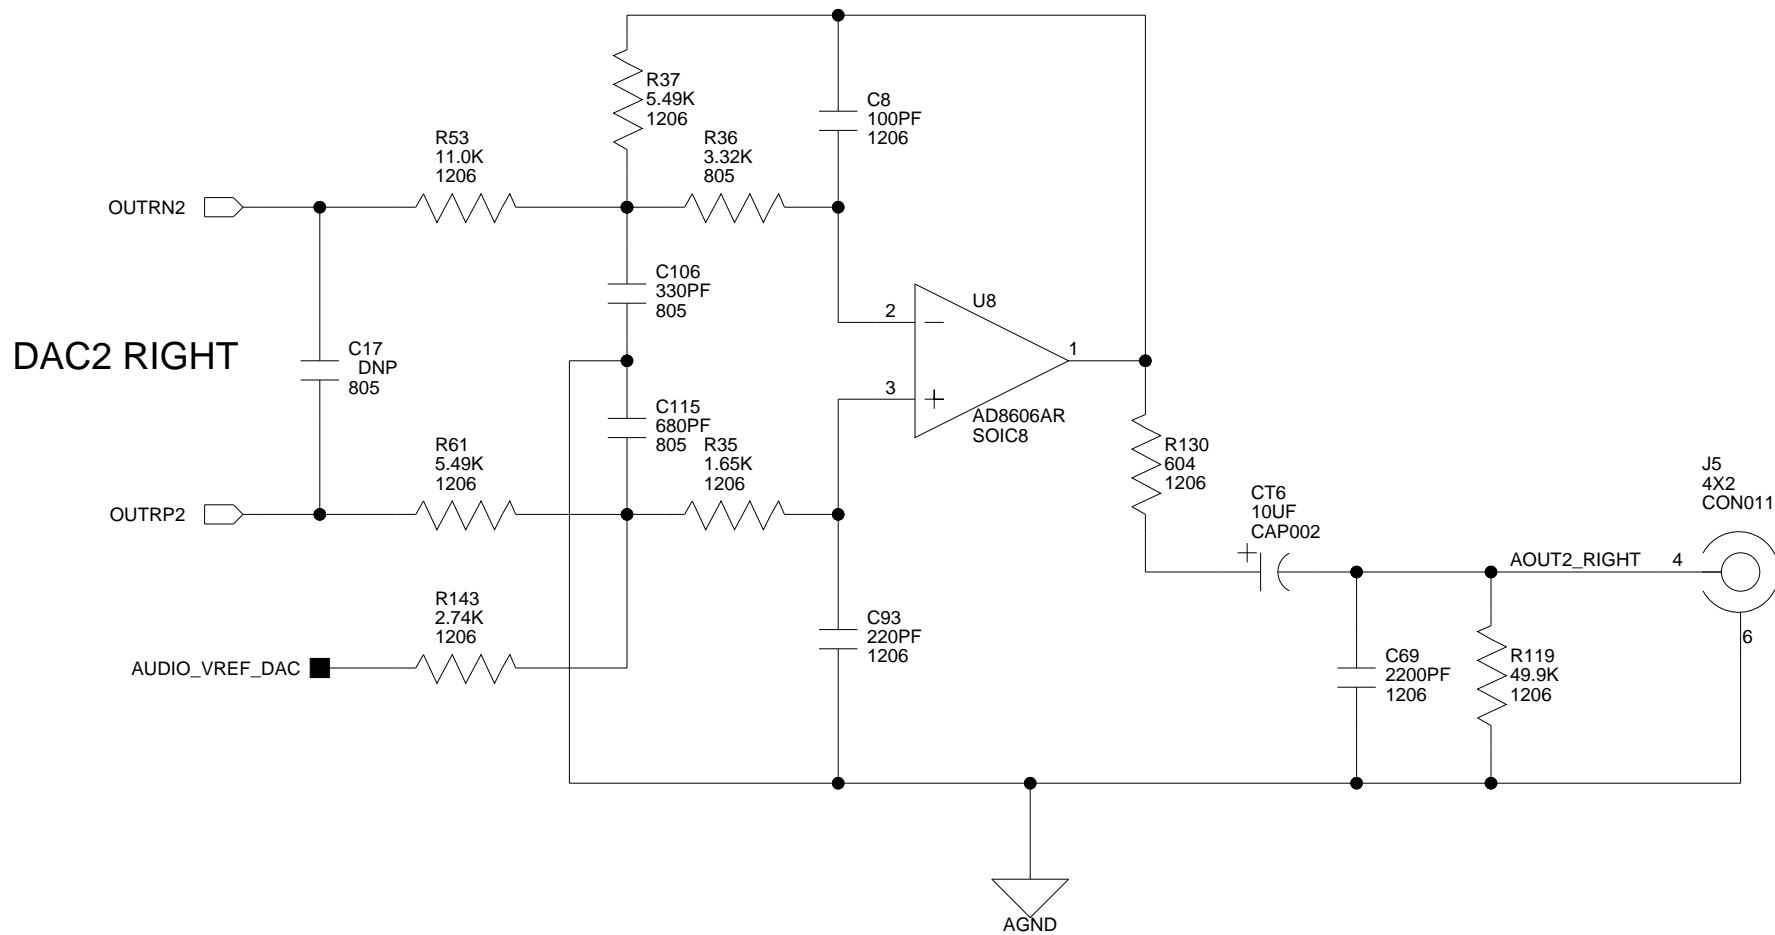 R37
5.49K
1206
C8
100PF
1206
R53
11.0K
1206
R36
3.32K
805
OUTRN2
C106
330PF
805
2
U8
DAC2 RIGHT
C17
DNP
805
1
3
C115
680PF
805
AD8606AR
SOIC8
R61
5.49K
1206
R35
1.65K
1206
R130
604
1206
J5
4X2
CON011
OUTRP2
CT6
10UF
CAP002
AOUT2_RIGHT
4
R143
2.74K
1206
C93
220PF
1206
6
AUDIO_VREF_DAC
C69
2200PF
1206
R119
49.9K
1206
AGND